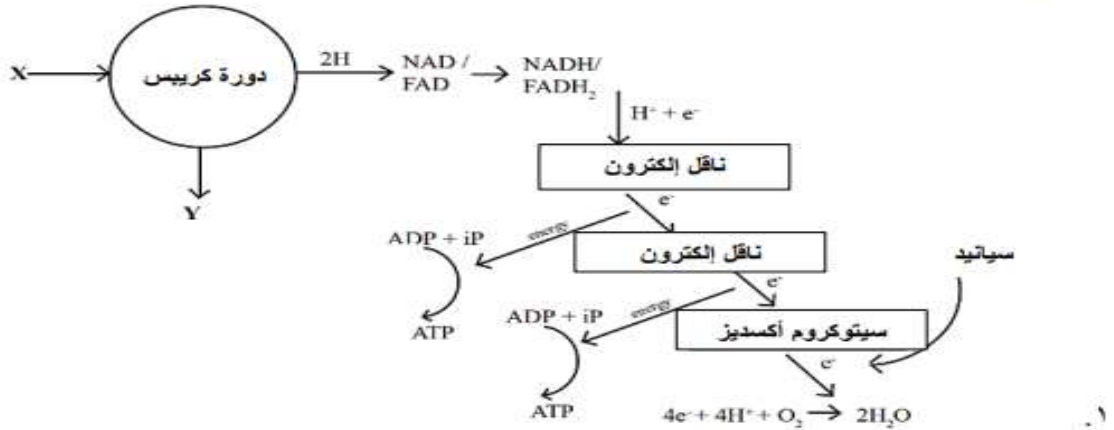 X
دورة كريبس
2H
NAD /
FAD
NADH/
FADH₂
H⁺ + e⁻
Y
ناقل إلكترون
e⁻
energy
ADP + iP
ATP
ناقل إلكترون
سيانيد
e⁻
energy
ADP + iP
ATP
سيتوكروم أكسديز
e⁻
4e⁻ + 4H⁺ + O₂ → 2H₂O
.١